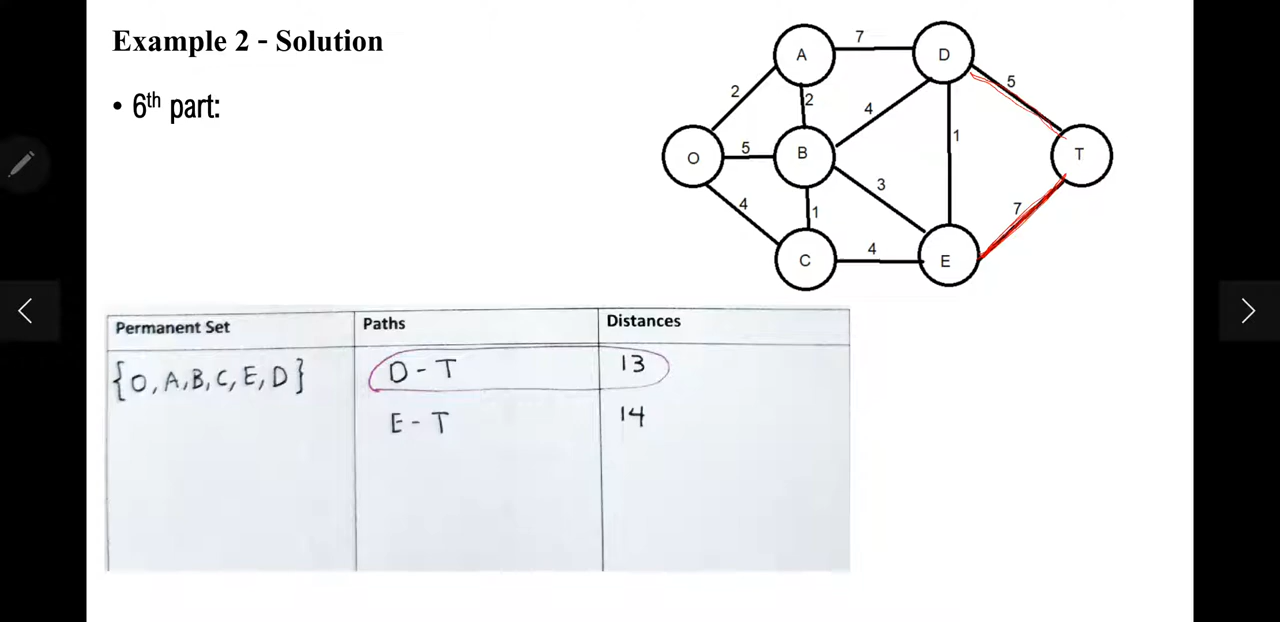 Example 2 - Solution
• 6th part:
A 7 D
2 2 4 5
O 5 B 1 T
4 1 3 7
C 4 E
Permanent Set Paths Distances
{O, A, B, C, E, D} D - T 13
E - T 14